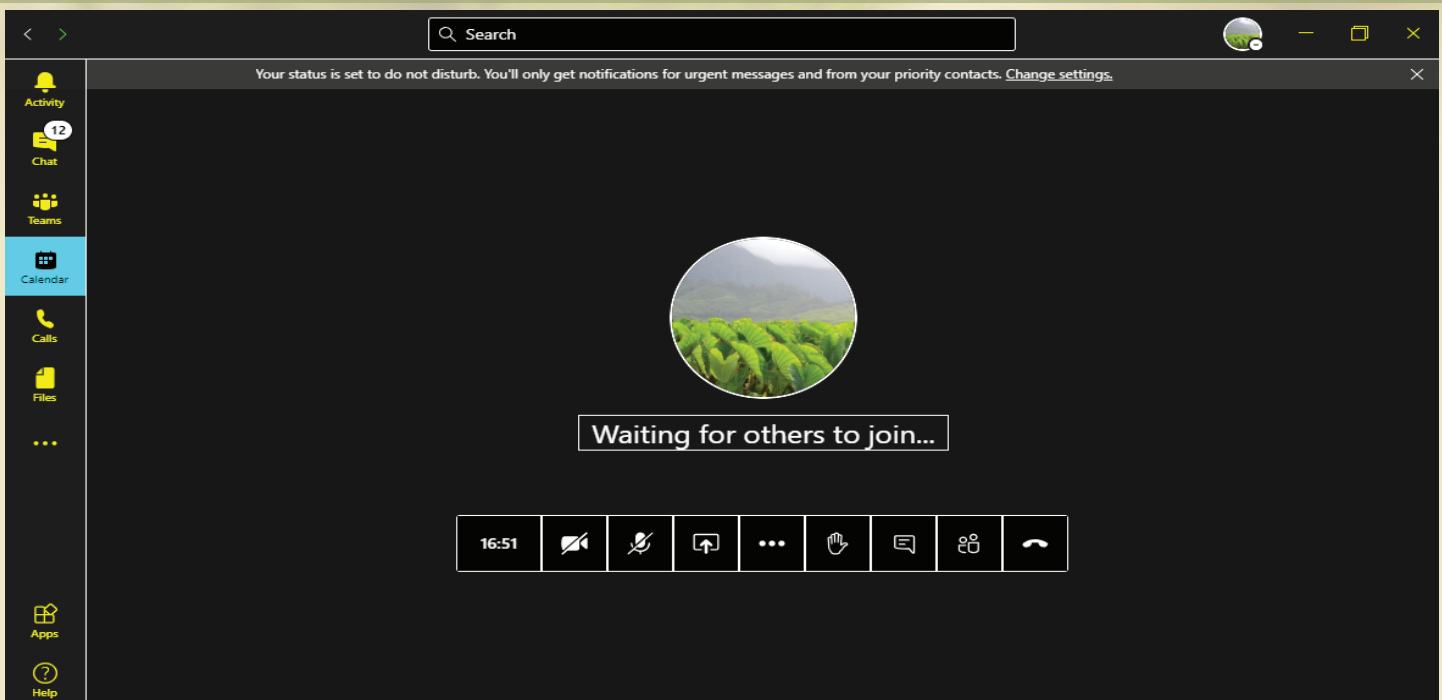 Search
Your status is set to do not disturb. You'll only get notifications for urgent messages and from your priority contacts. Change settings.
Activity
12
Chat
Teams
Calendar
Calls
Files
Waiting for others to join...
16:51
Apps
Help